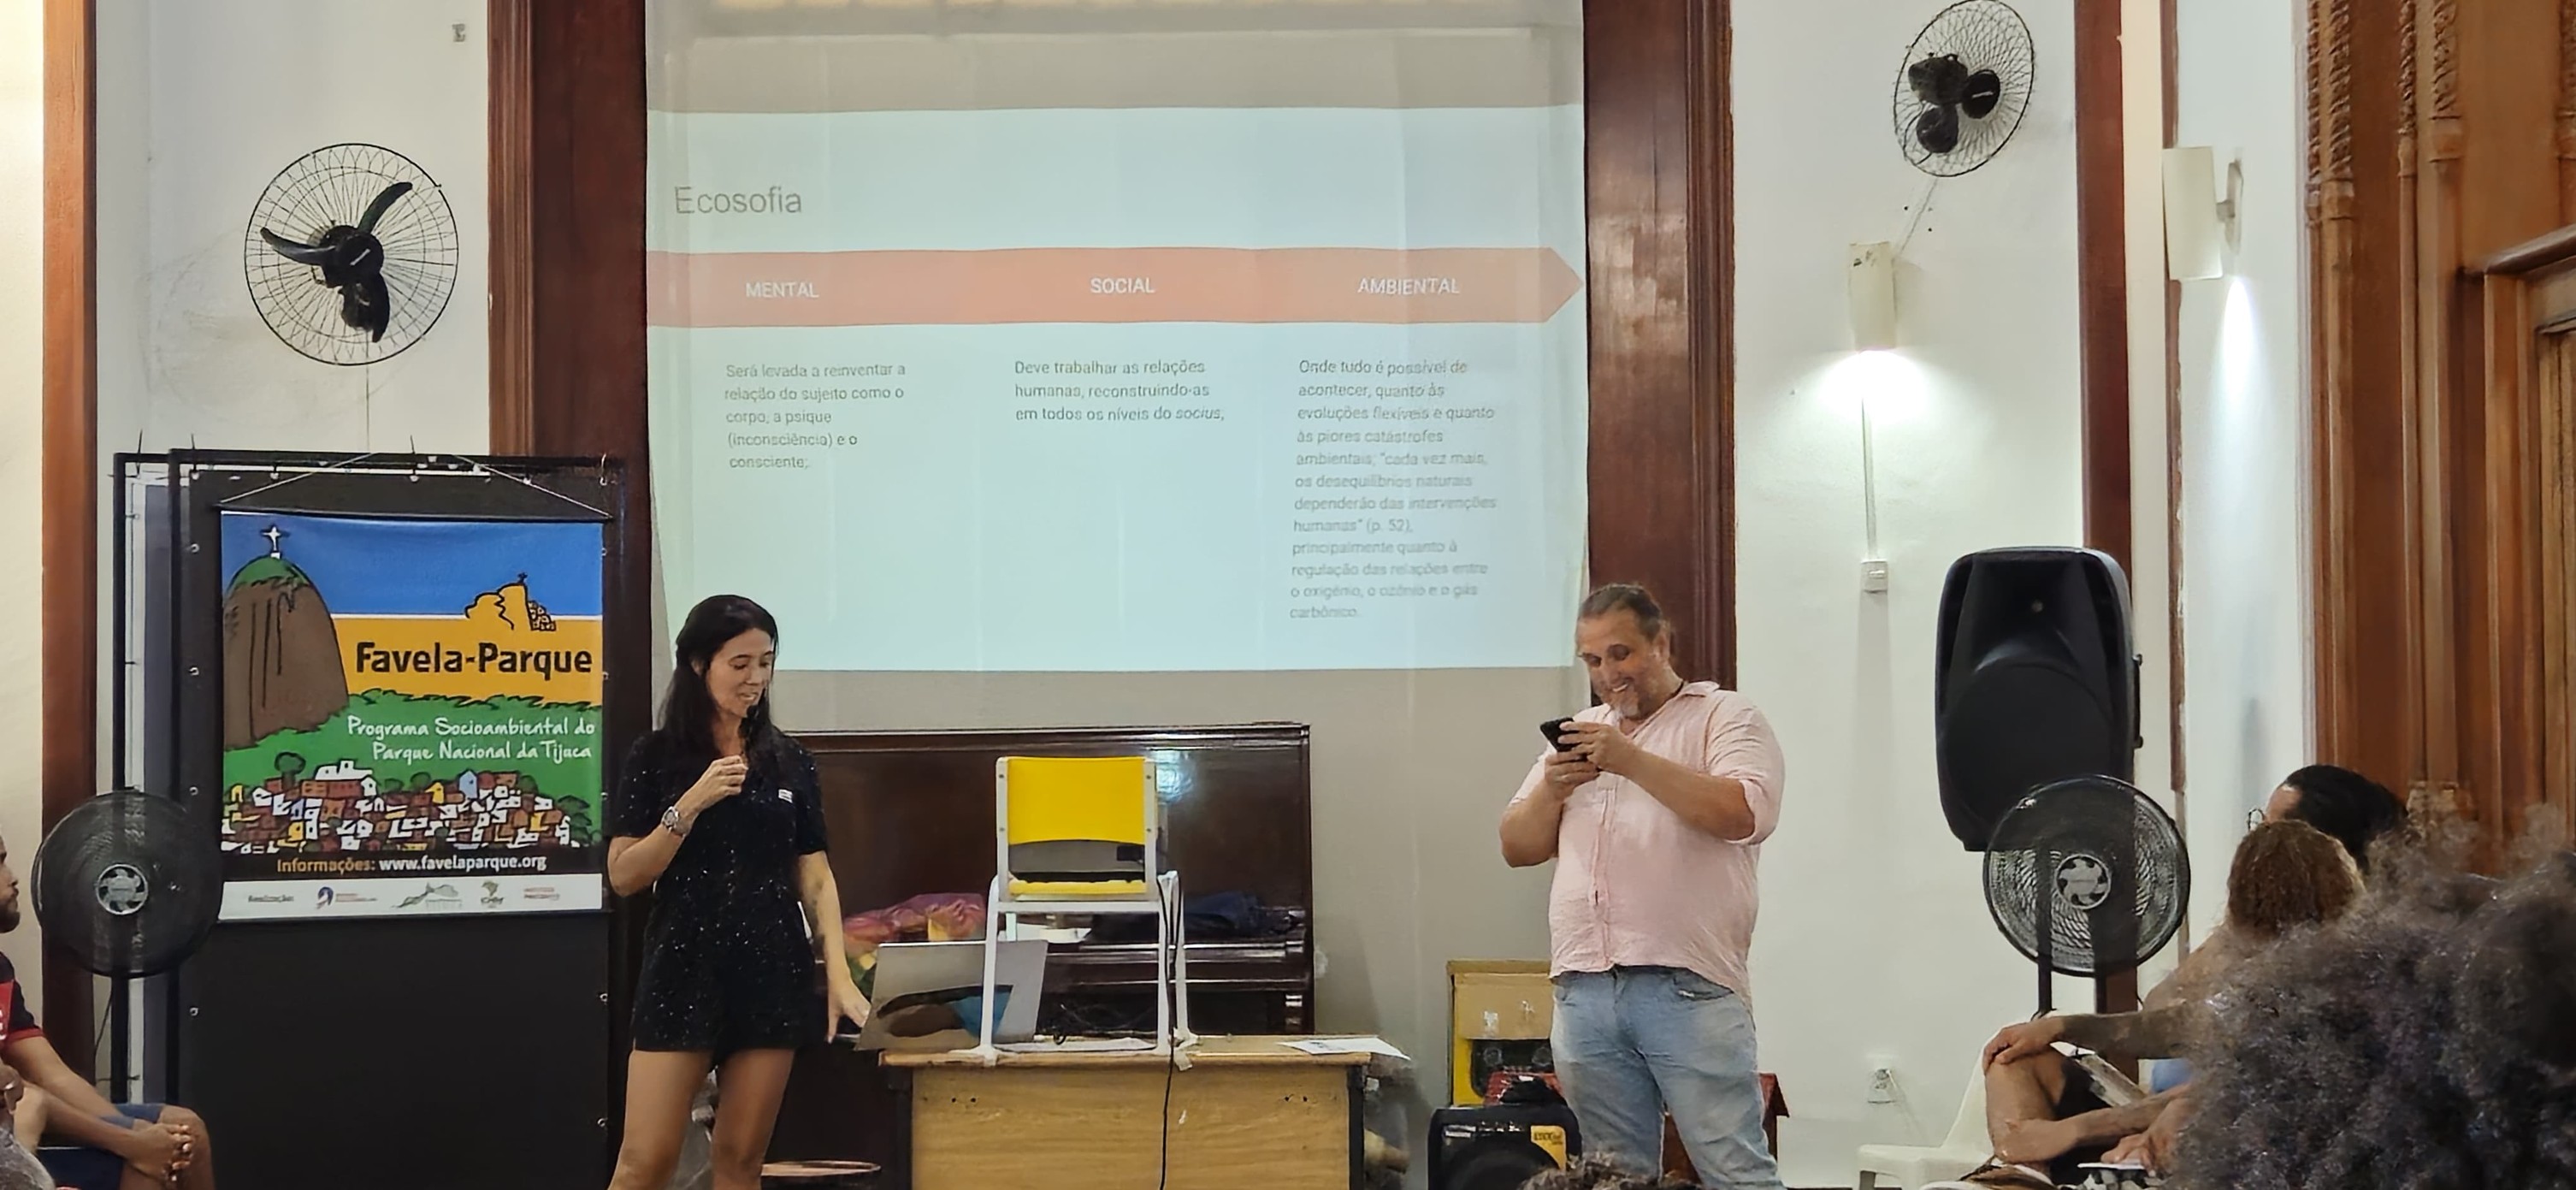 Ecosofia
MENTAL
SOCIAL
AMBIENTAL
Será levada a reinventar a
relação do sujeito como o
corpo, a psique
(inconsciência) e o
consciente;
Deve trabalhar as relações
humanas, reconstruindo-as
em todos os níveis do socius;
Onde tudo é possível de
acontecer, quanto às
evoluções flexíveis e quanto
às piores catástrofes
ambientais; "cada vez mais,
os desequilíbrios naturais
dependerão das intervenções
humanas" (p. 52),
principalmente quanto à
regulação das relações entre
o oxigênio, o ozônio e o gás
carbônico.
Favela-Parque
Programa Socioambiental do
Parque Nacional da Tijuca
Informações: www.favelaparque.org
Realização